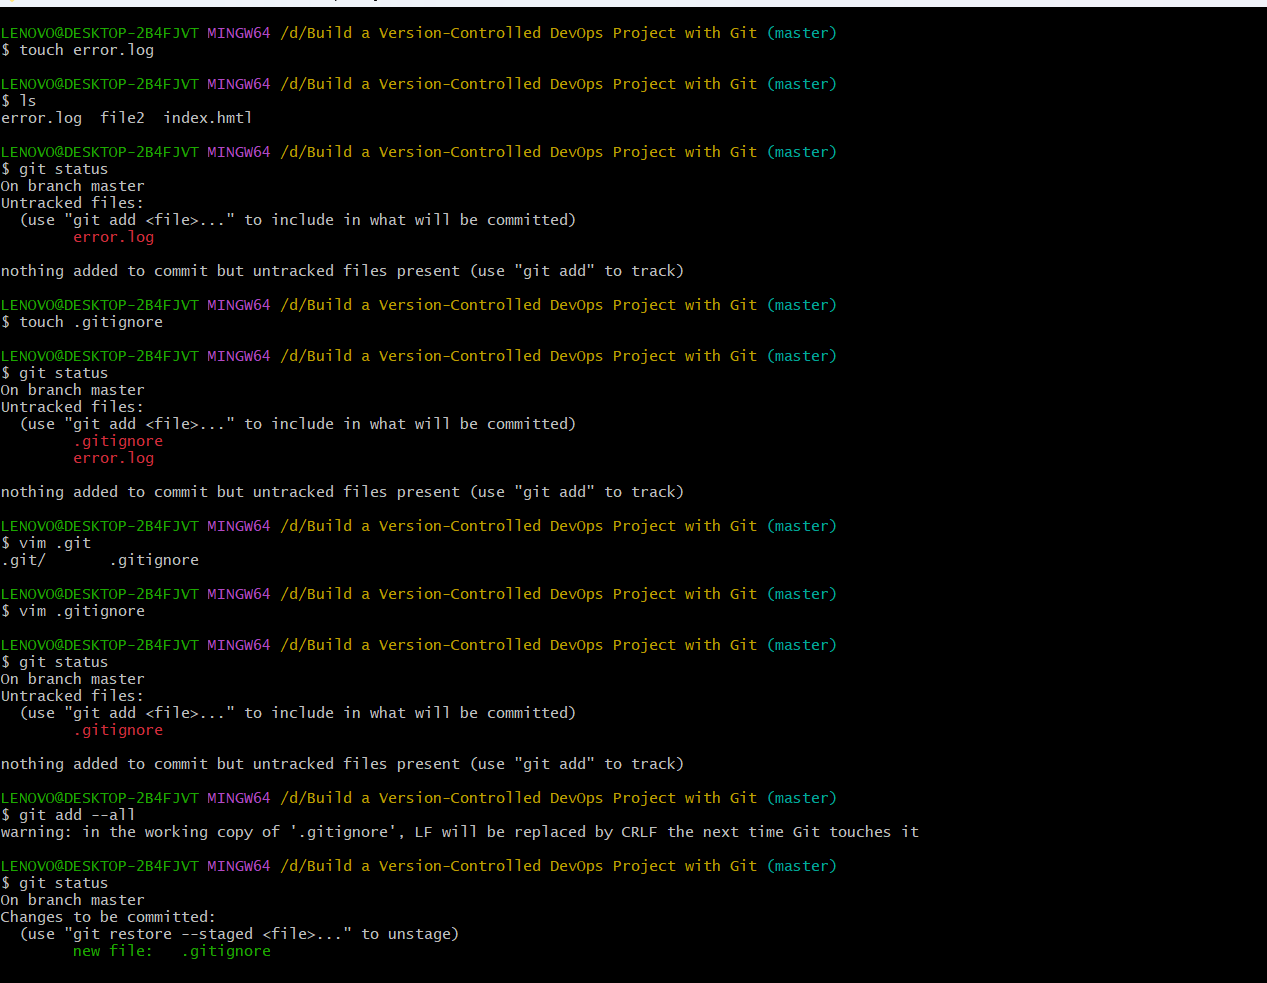 LENOVO@DESKTOP-2B4FJVT MINGW64 /d/Build a Version-Controlled DevOps Project with Git (master)
$ touch error.log
LENOVO@DESKTOP-2B4FJVT MINGW64 /d/Build a Version-Controlled DevOps Project with Git (master)
$ ls
error.log  file2  index.hmtl
LENOVO@DESKTOP-2B4FJVT MINGW64 /d/Build a Version-Controlled DevOps Project with Git (master)
$ git status
On branch master
Untracked files:
  (use "git add <file>..." to include in what will be committed)
        error.log
nothing added to commit but untracked files present (use "git add" to track)
LENOVO@DESKTOP-2B4FJVT MINGW64 /d/Build a Version-Controlled DevOps Project with Git (master)
$ touch .gitignore
LENOVO@DESKTOP-2B4FJVT MINGW64 /d/Build a Version-Controlled DevOps Project with Git (master)
$ git status
On branch master
Untracked files:
  (use "git add <file>..." to include in what will be committed)
        .gitignore
        error.log
nothing added to commit but untracked files present (use "git add" to track)
LENOVO@DESKTOP-2B4FJVT MINGW64 /d/Build a Version-Controlled DevOps Project with Git (master)
$ vim .git
.git/       .gitignore
LENOVO@DESKTOP-2B4FJVT MINGW64 /d/Build a Version-Controlled DevOps Project with Git (master)
$ vim .gitignore
LENOVO@DESKTOP-2B4FJVT MINGW64 /d/Build a Version-Controlled DevOps Project with Git (master)
$ git status
On branch master
Untracked files:
  (use "git add <file>..." to include in what will be committed)
        .gitignore
nothing added to commit but untracked files present (use "git add" to track)
LENOVO@DESKTOP-2B4FJVT MINGW64 /d/Build a Version-Controlled DevOps Project with Git (master)
$ git add --all
warning: in the working copy of '.gitignore', LF will be replaced by CRLF the next time Git touches it
LENOVO@DESKTOP-2B4FJVT MINGW64 /d/Build a Version-Controlled DevOps Project with Git (master)
$ git status
On branch master
Changes to be committed:
  (use "git restore --staged <file>..." to unstage)
        new file:   .gitignore